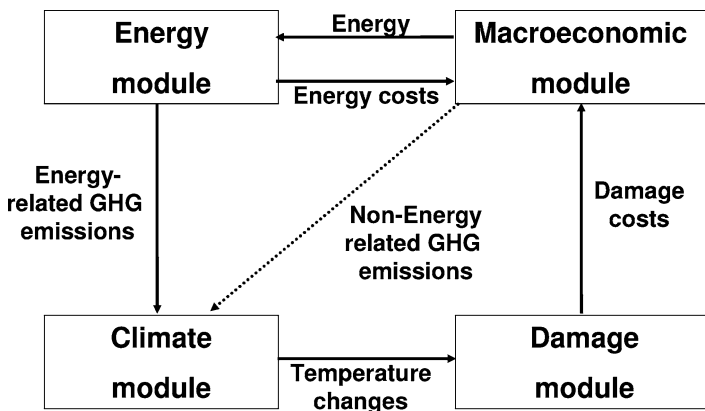 Energy
module
Energy
Energy costs
Macroeconomic
module
Energy-
related GHG
emissions
Non-Energy
related GHG
emissions
Damage
costs
Climate
module
Temperature
changes
Damage
module